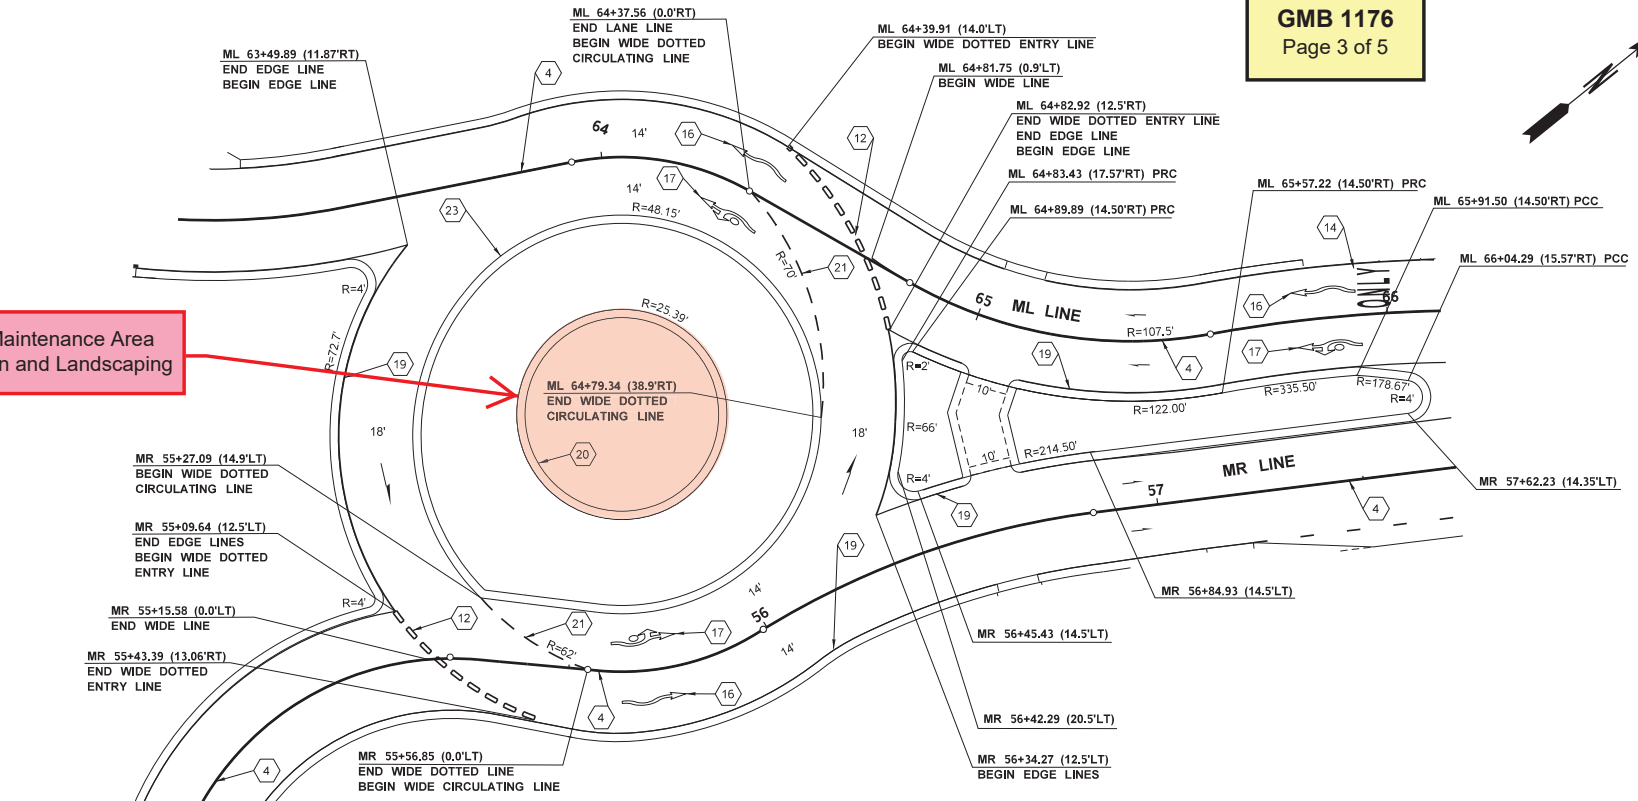 GMB 1176
Page 3 of 5
ML 64+37.56 (0.0'RT)
END LANE LINE
BEGIN WIDE DOTTED
CIRCULATING LINE
ML 64+39.91 (14.0'LT)
BEGIN WIDE DOTTED ENTRY LINE
ML 63+49.89 (11.87'RT)
END EDGE LINE
BEGIN EDGE LINE
ML 64+81.75 (0.9'LT)
BEGIN WIDE LINE
ML 64+82.92 (12.5'RT)
END WIDE DOTTED ENTRY LINE
END EDGE LINE
BEGIN EDGE LINE
ML 64+83.43 (17.57'RT) PRC
ML 64+89.89 (14.50'RT) PRC
ML 65+57.22 (14.50'RT) PRC
ML 65+91.50 (14.50'RT) PCC
ML 66+04.29 (15.57'RT) PCC
N
4
64
14'
16
12
17
14'
R=48.15'
23
R=70'
21
14
ONLY
66
16
65
ML LINE
R=107.5'
17
19
4
R=4'
R=25.39'
R=72.7'
19
Maintenance Area
n and Landscaping
ML 64+79.34 (38.9'RT)
END WIDE DOTTED
CIRCULATING LINE
20
18'
18'
R=2'
10'
R=66'
10'
R=4'
R=122.00'
R=335.50'
R=178.67'
R=4'
R=214.50'
MR LINE
57
4
19
MR 57+62.23 (14.35'LT)
MR 55+27.09 (14.9'LT)
BEGIN WIDE DOTTED
CIRCULATING LINE
MR 55+09.64 (12.5'LT)
END EDGE LINES
BEGIN WIDE DOTTED
ENTRY LINE
R=4'
MR 55+15.58 (0.0'LT)
END WIDE LINE
12
21
R=62'
17
14'
56
14'
19
MR 56+84.93 (14.5'LT)
MR 56+45.43 (14.5'LT)
MR 55+43.39 (13.06'RT)
END WIDE DOTTED
ENTRY LINE
16
4
MR 56+42.29 (20.5'LT)
MR 55+56.85 (0.0'LT)
END WIDE DOTTED LINE
BEGIN WIDE CIRCULATING LINE
4
MR 56+34.27 (12.5'LT)
BEGIN EDGE LINES